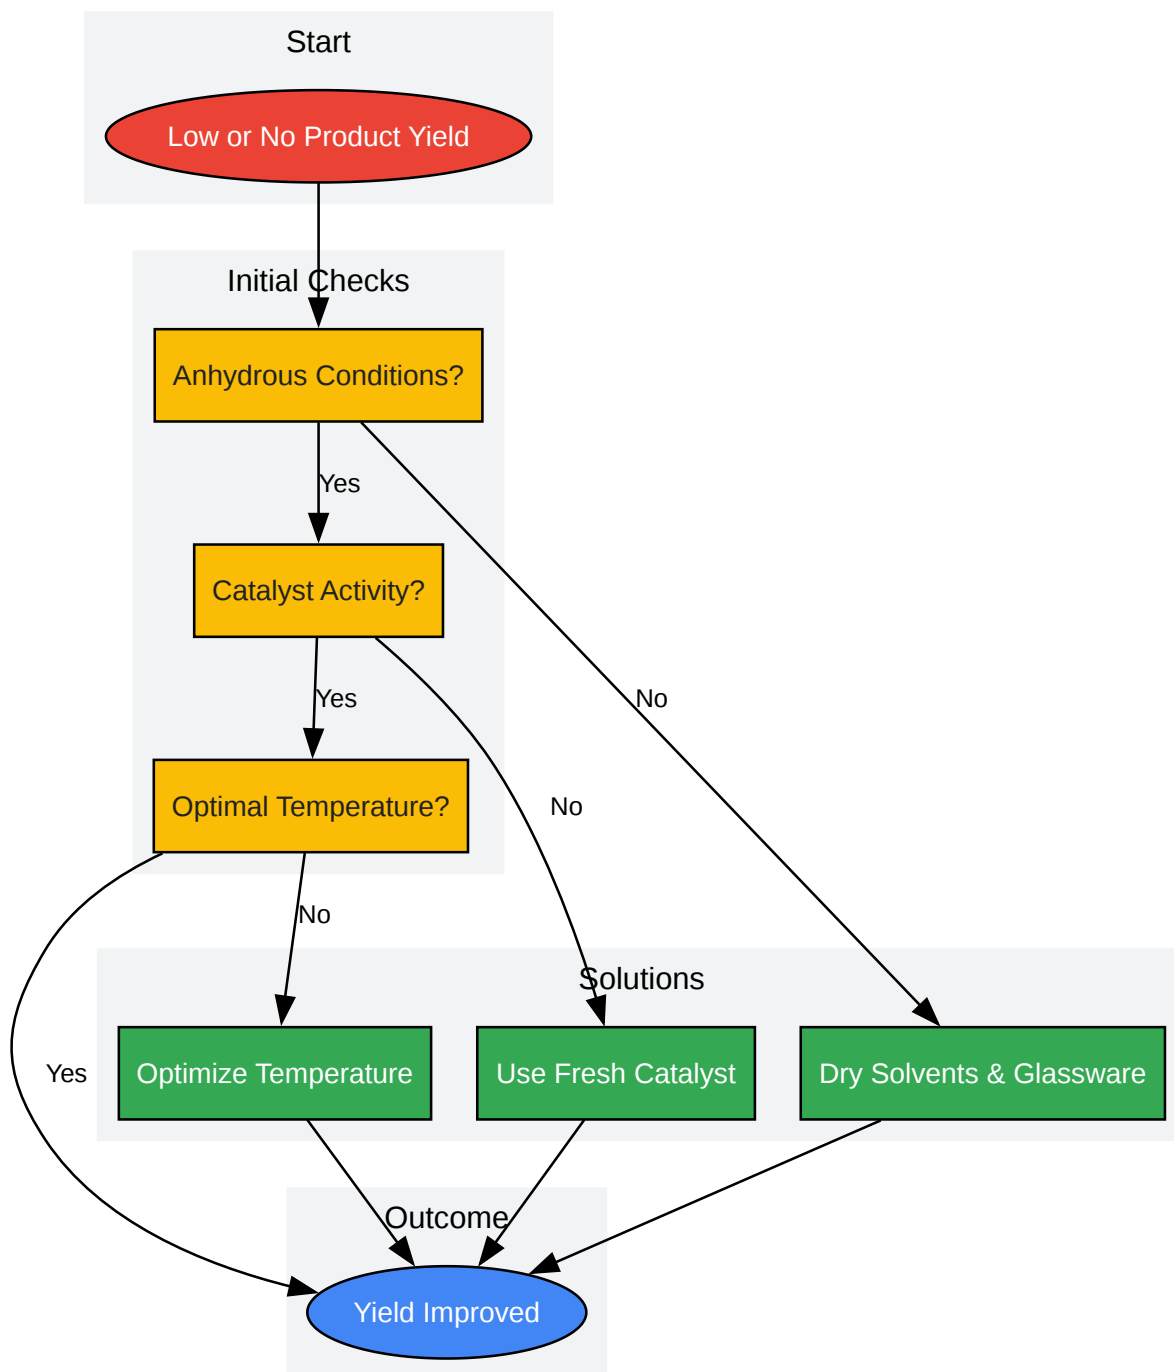 Start
Low or No Product Yield
Initial Checks
Anhydrous Conditions?
Yes
Catalyst Activity?
Yes
No
Optimal Temperature?
No
No
Solutions
Yes
Optimize Temperature
Use Fresh Catalyst
Dry Solvents & Glassware
Outcome
Yield Improved